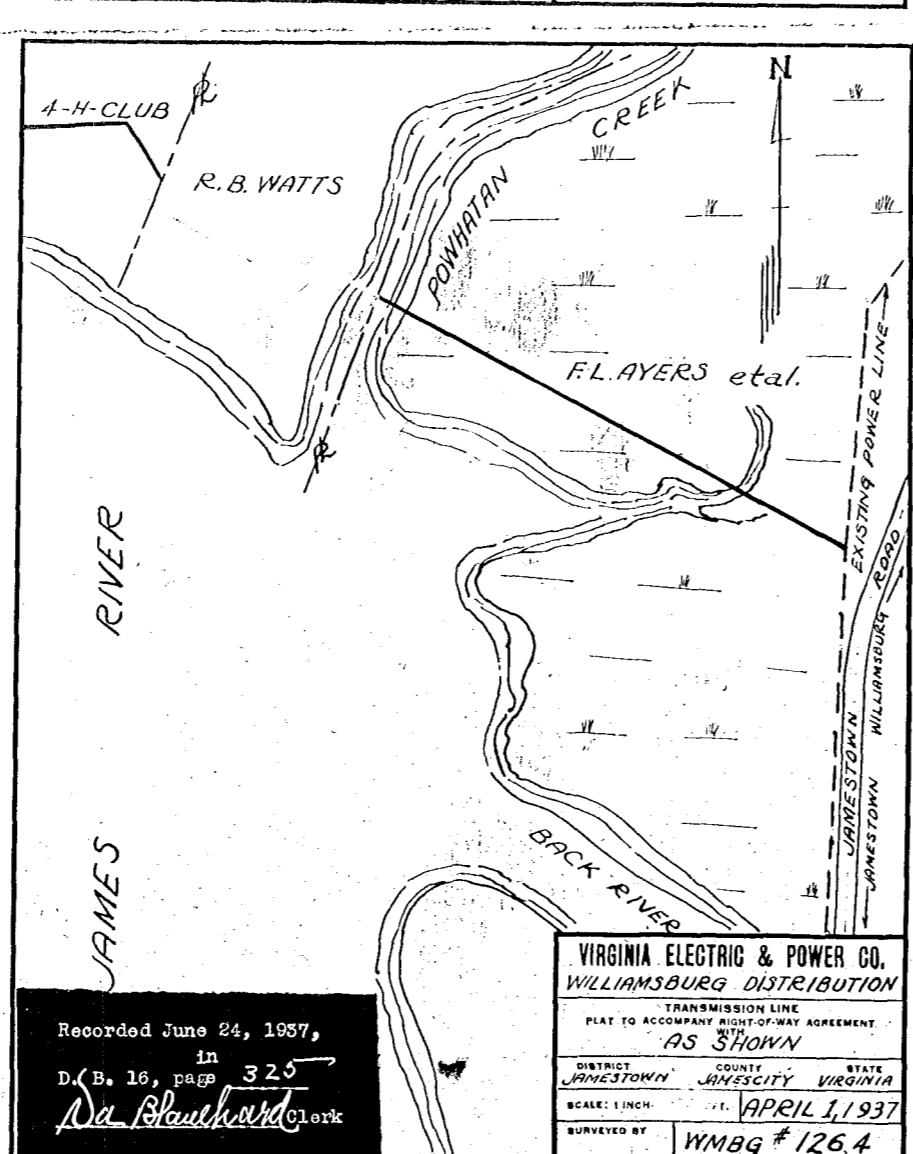 N
4-H-CLUB
R.B. WATTS
POWHATAN CREEK
F.L. AYERS etal.
EXISTING POWER LINE
JAMES RIVER
BACK RIVER
JAMESTOWN
ROAD
JAMESTOWN
WILLIAMSBURG
VIRGINIA ELECTRIC & POWER CO.
WILLIAMSBURG DISTRIBUTION
TRANSMISSION LINE
PLAT TO ACCOMPANY RIGHT-OF-WAY AGREEMENT
WITH
AS SHOWN
DISTRICT COUNTY STATE
JAMESTOWN JAMESCITY VIRGINIA
SCALE: 1 INCH- FT. APRIL 1, 1937
SURVEYED BY WMBG # 126.4
Recorded June 24, 1937,
in
D. B. 16, page 325
Clerk